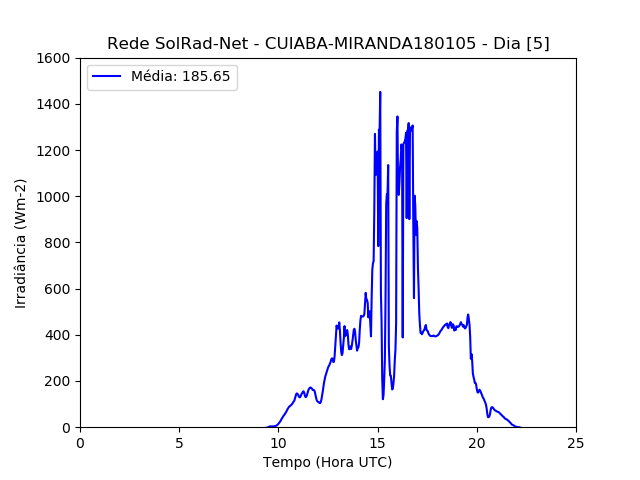 Rede SolRad-Net - CUIABA-MIRANDA180105 - Dia [5]
Média: 185.65
Irradiância (Wm-2)
1600
1400
1200
1000
800
600
400
200
0
0 5 10 15 20 25
Tempo (Hora UTC)